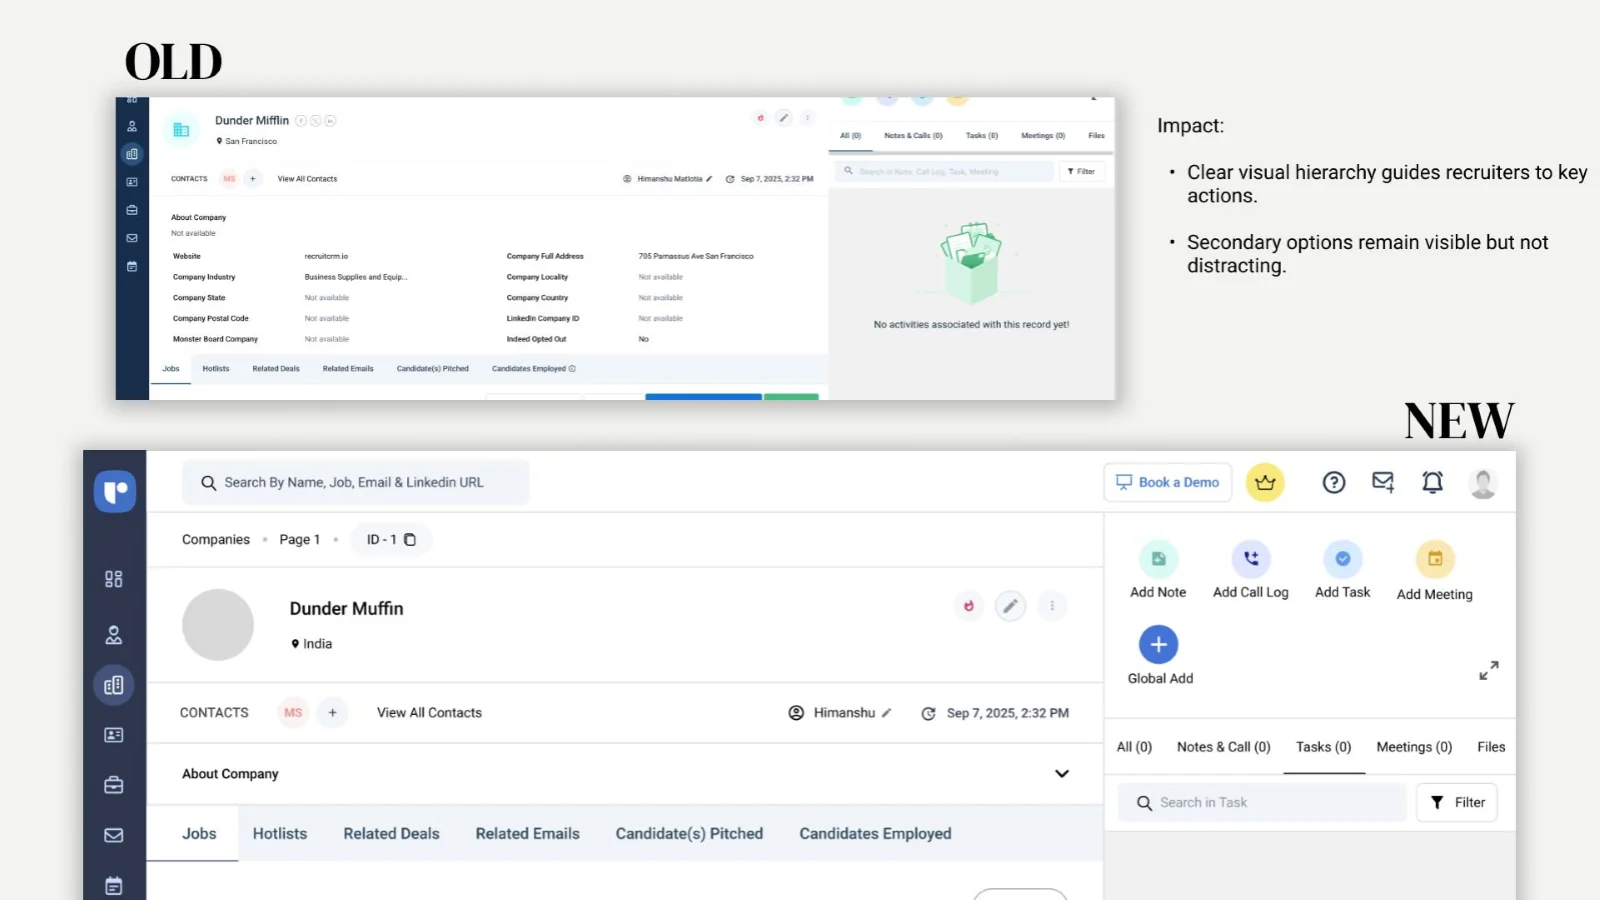 OLD
Dunder Mifflin
San Francisco
CONTACTS MS + View All Contacts
Himanshu Matlotia Sep 7, 2025, 2:32 PM
About Company
Not available
Website recruitcrm.io Company Full Address 705 Parnassus Ave San Francisco
Company Industry Business Supplies and Equip... Company Locality Not available
Company State Not available Company Country Not available
Company Postal Code Not available LinkedIn Company ID Not available
Monster Board Company Not available Indeed Opted Out No
Jobs Hotlists Related Deals Related Emails Candidate(s) Pitched Candidates Employed
All (0) Notes & Calls (0) Tasks (0) Meetings (0) Files
Search in Note, Call Log, Task, Meeting Filter
No activities associated with this record yet!
Impact:
• Clear visual hierarchy guides recruiters to key
actions.
• Secondary options remain visible but not
distracting.
NEW
Search By Name, Job, Email & Linkedin URL
Book a Demo
Companies • Page 1 • ID - 1
Dunder Muffin
India
CONTACTS MS + View All Contacts
Himanshu Sep 7, 2025, 2:32 PM
About Company
Jobs Hotlists Related Deals Related Emails Candidate(s) Pitched Candidates Employed
Add Note Add Call Log Add Task Add Meeting
Global Add
All (0) Notes & Call (0) Tasks (0) Meetings (0) Files
Search in Task Filter